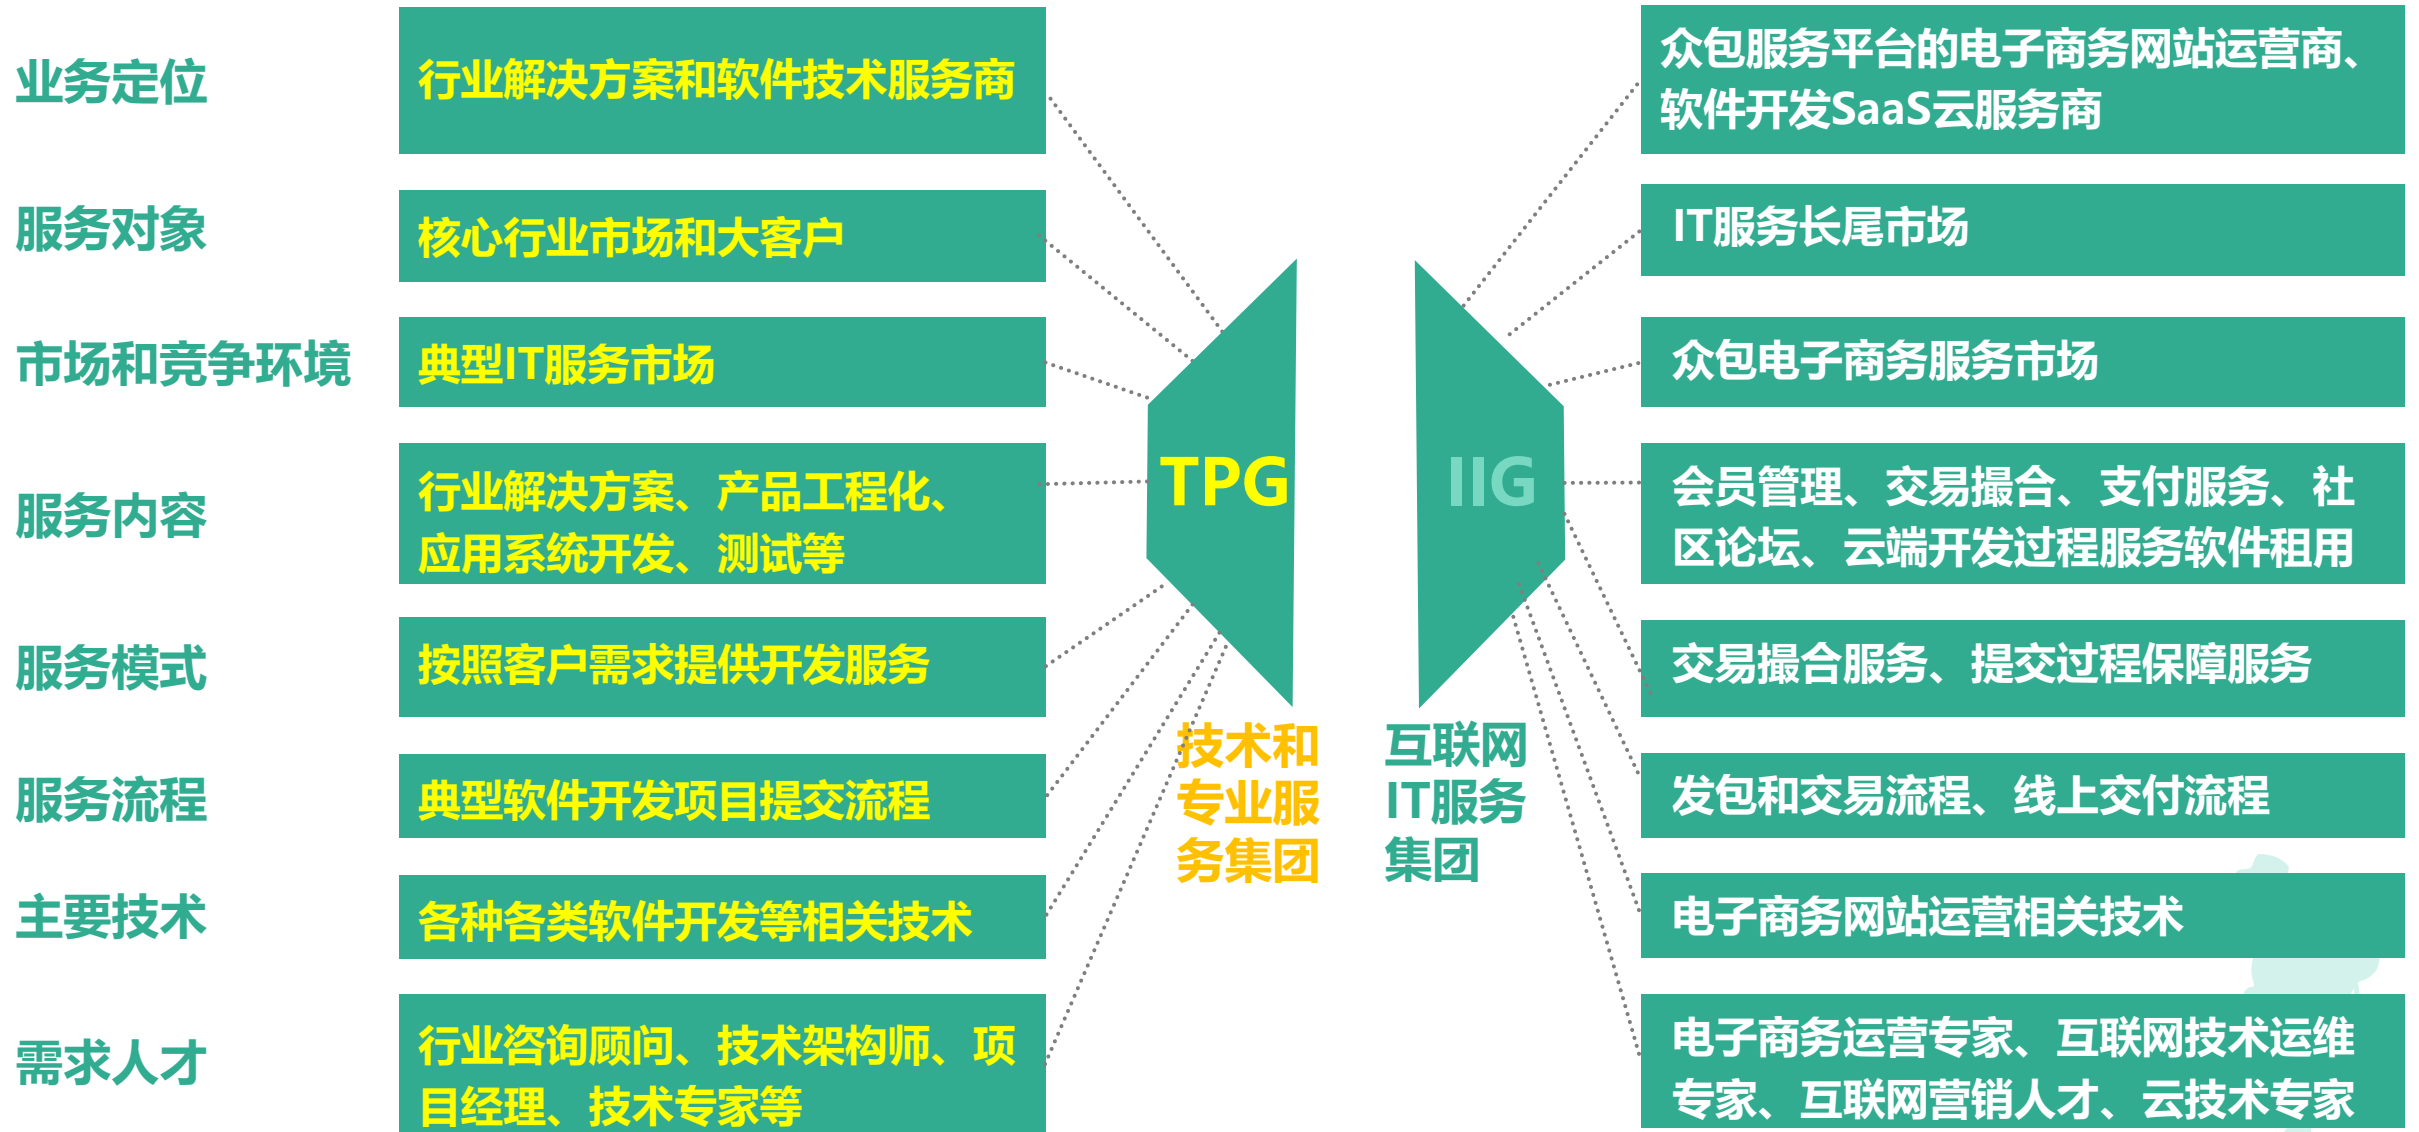 业务定位
行业解决方案和软件技术服务商
众包服务平台的电子商务网站运营商、
软件开发SaaS云服务商
服务对象
核心行业市场和大客户
IT服务长尾市场
市场和竞争环境
典型IT服务市场
众包电子商务服务市场
服务内容
行业解决方案、产品工程化、
应用系统开发、测试等
TPG
IIG
会员管理、交易撮合、支付服务、社
区论坛、云端开发过程服务软件租用
服务模式
按照客户需求提供开发服务
交易撮合服务、提交过程保障服务
技术和
专业服
务集团
互联网
IT服务
集团
服务流程
典型软件开发项目提交流程
发包和交易流程、线上交付流程
主要技术
各种各类软件开发等相关技术
电子商务网站运营相关技术
需求人才
行业咨询顾问、技术架构师、项
目经理、技术专家等
电子商务运营专家、互联网技术运维
专家、互联网营销人才、云技术专家